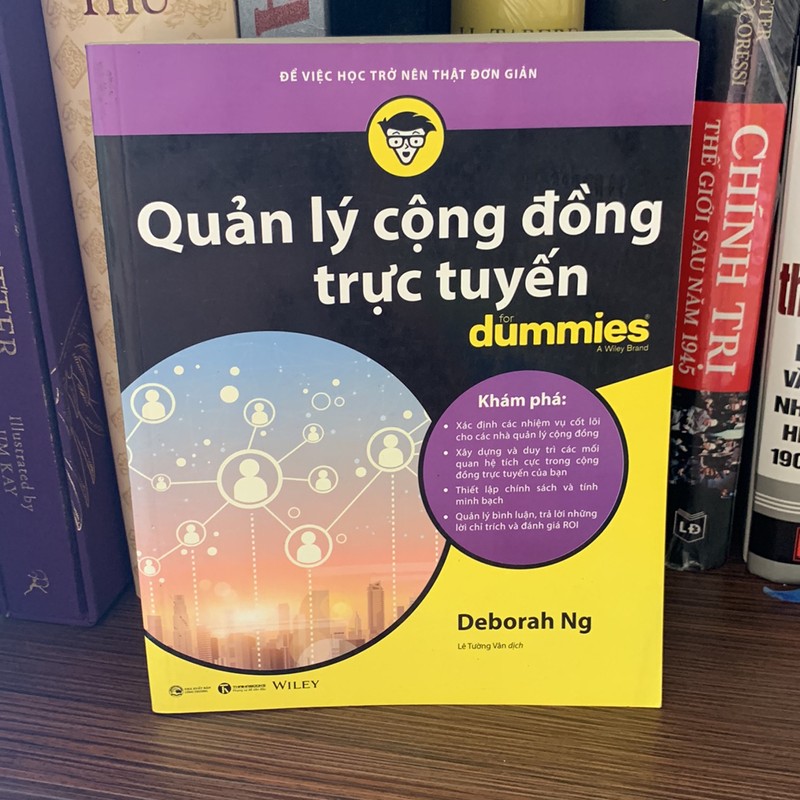 ĐỂ VIỆC HỌC TRỞ NÊN THẬT ĐƠN GIẢN
Quản lý cộng đồng
trực tuyến
for
dummies®
A Wiley Brand
Khám phá:
• Xác định các nhiệm vụ cốt lõi
cho các nhà quản lý cộng đồng
• Xây dựng và duy trì các mối
quan hệ tích cực trong cộng
đồng trực tuyến của bạn
• Thiết lập chính sách và tính
minh bạch
• Quản lý bình luận, trả lời những
lời chỉ trích và đánh giá ROI
Deborah Ng
Lê Tường Vân dịch
WILEY
CHÍNH TRỊ
THẾ GIỚI SAU NĂM 1945
LĐ
Illustrated by
JIM KAY